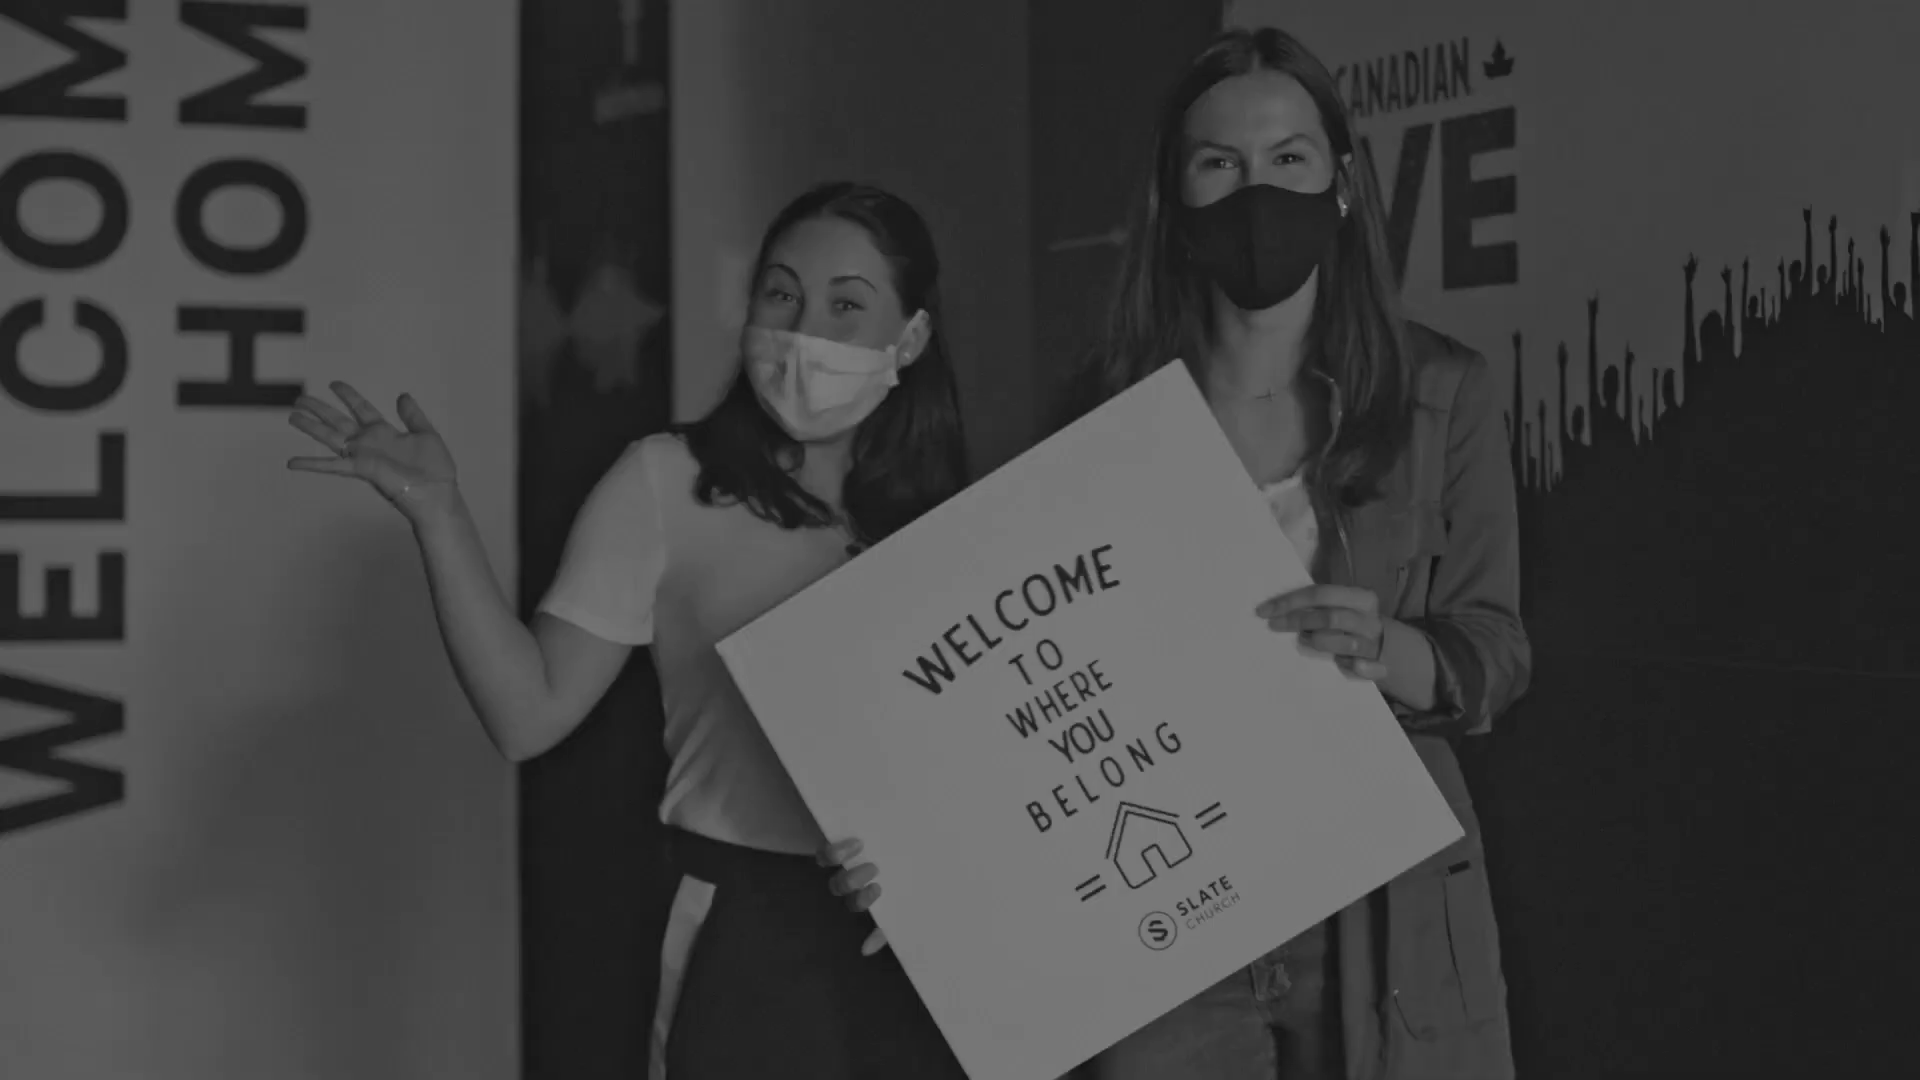 WELCOM
HOM
CANADIAN
VE
WELCOME
TO
WHERE
YOU
BELONG
S SLATE
CHURCH